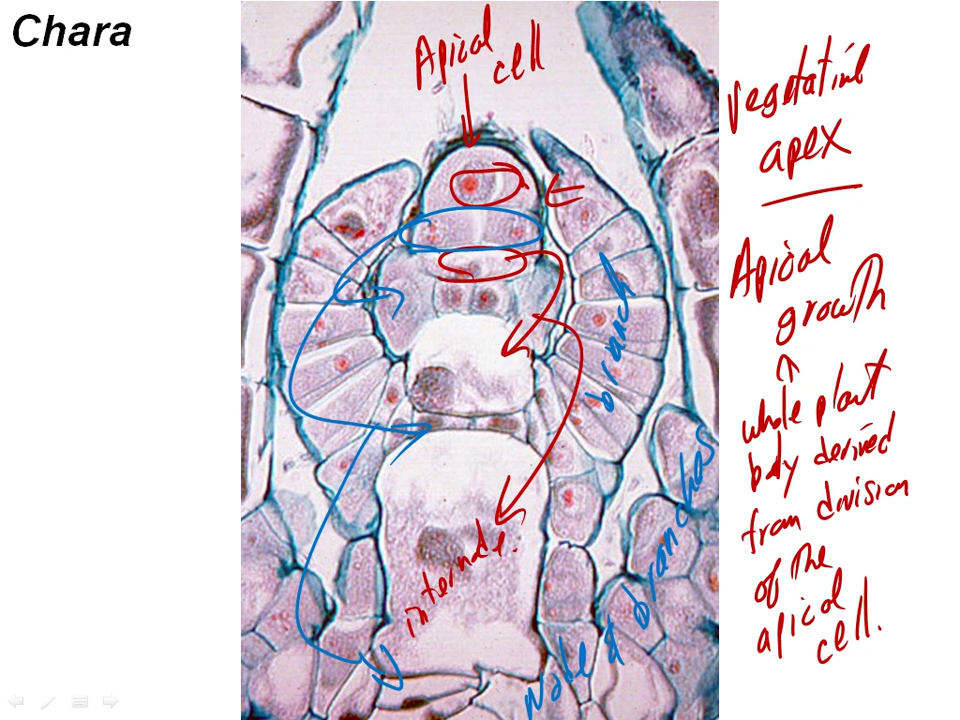 Chara
Apical
cell
vegetative
apex
Apical
growth
whole plant
body derived
from division
of the
apical
cell.
branch
internode.
Node & branches